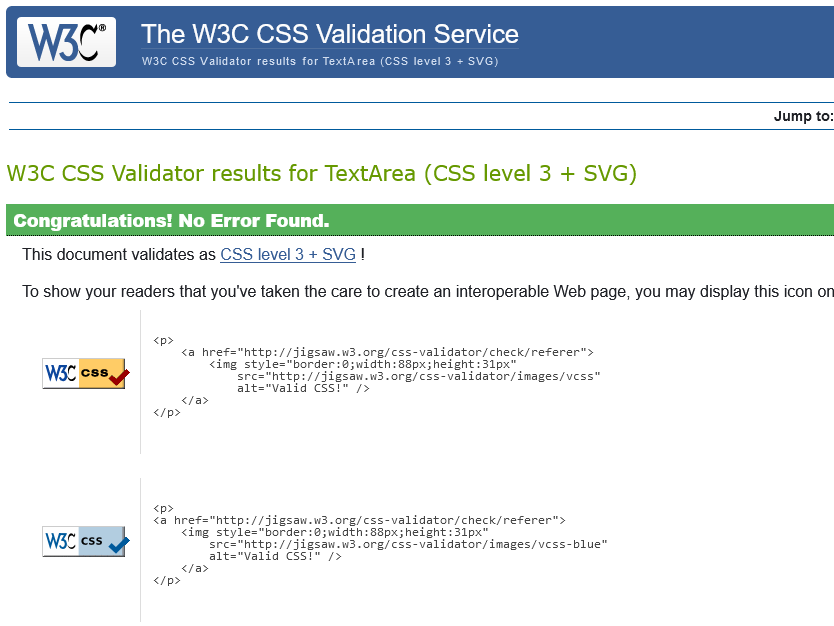 W3C® The W3C CSS Validation Service
W3C CSS Validator results for TextArea (CSS level 3 + SVG)
Jump to:
W3C CSS Validator results for TextArea (CSS level 3 + SVG)
Congratulations! No Error Found.
This document validates as CSS level 3 + SVG !
To show your readers that you've taken the care to create an interoperable Web page, you may display this icon on
W3C css
<p>
<a href="http://jigsaw.w3.org/css-validator/check/referer">
<img style="border:0;width:88px;height:31px"
src="http://jigsaw.w3.org/css-validator/images/vcss"
alt="Valid CSS!" />
</a>
</p>
W3C css
<p>
<a href="http://jigsaw.w3.org/css-validator/check/referer">
<img style="border:0;width:88px;height:31px"
src="http://jigsaw.w3.org/css-validator/images/vcss-blue"
alt="Valid CSS!" />
</a>
</p>